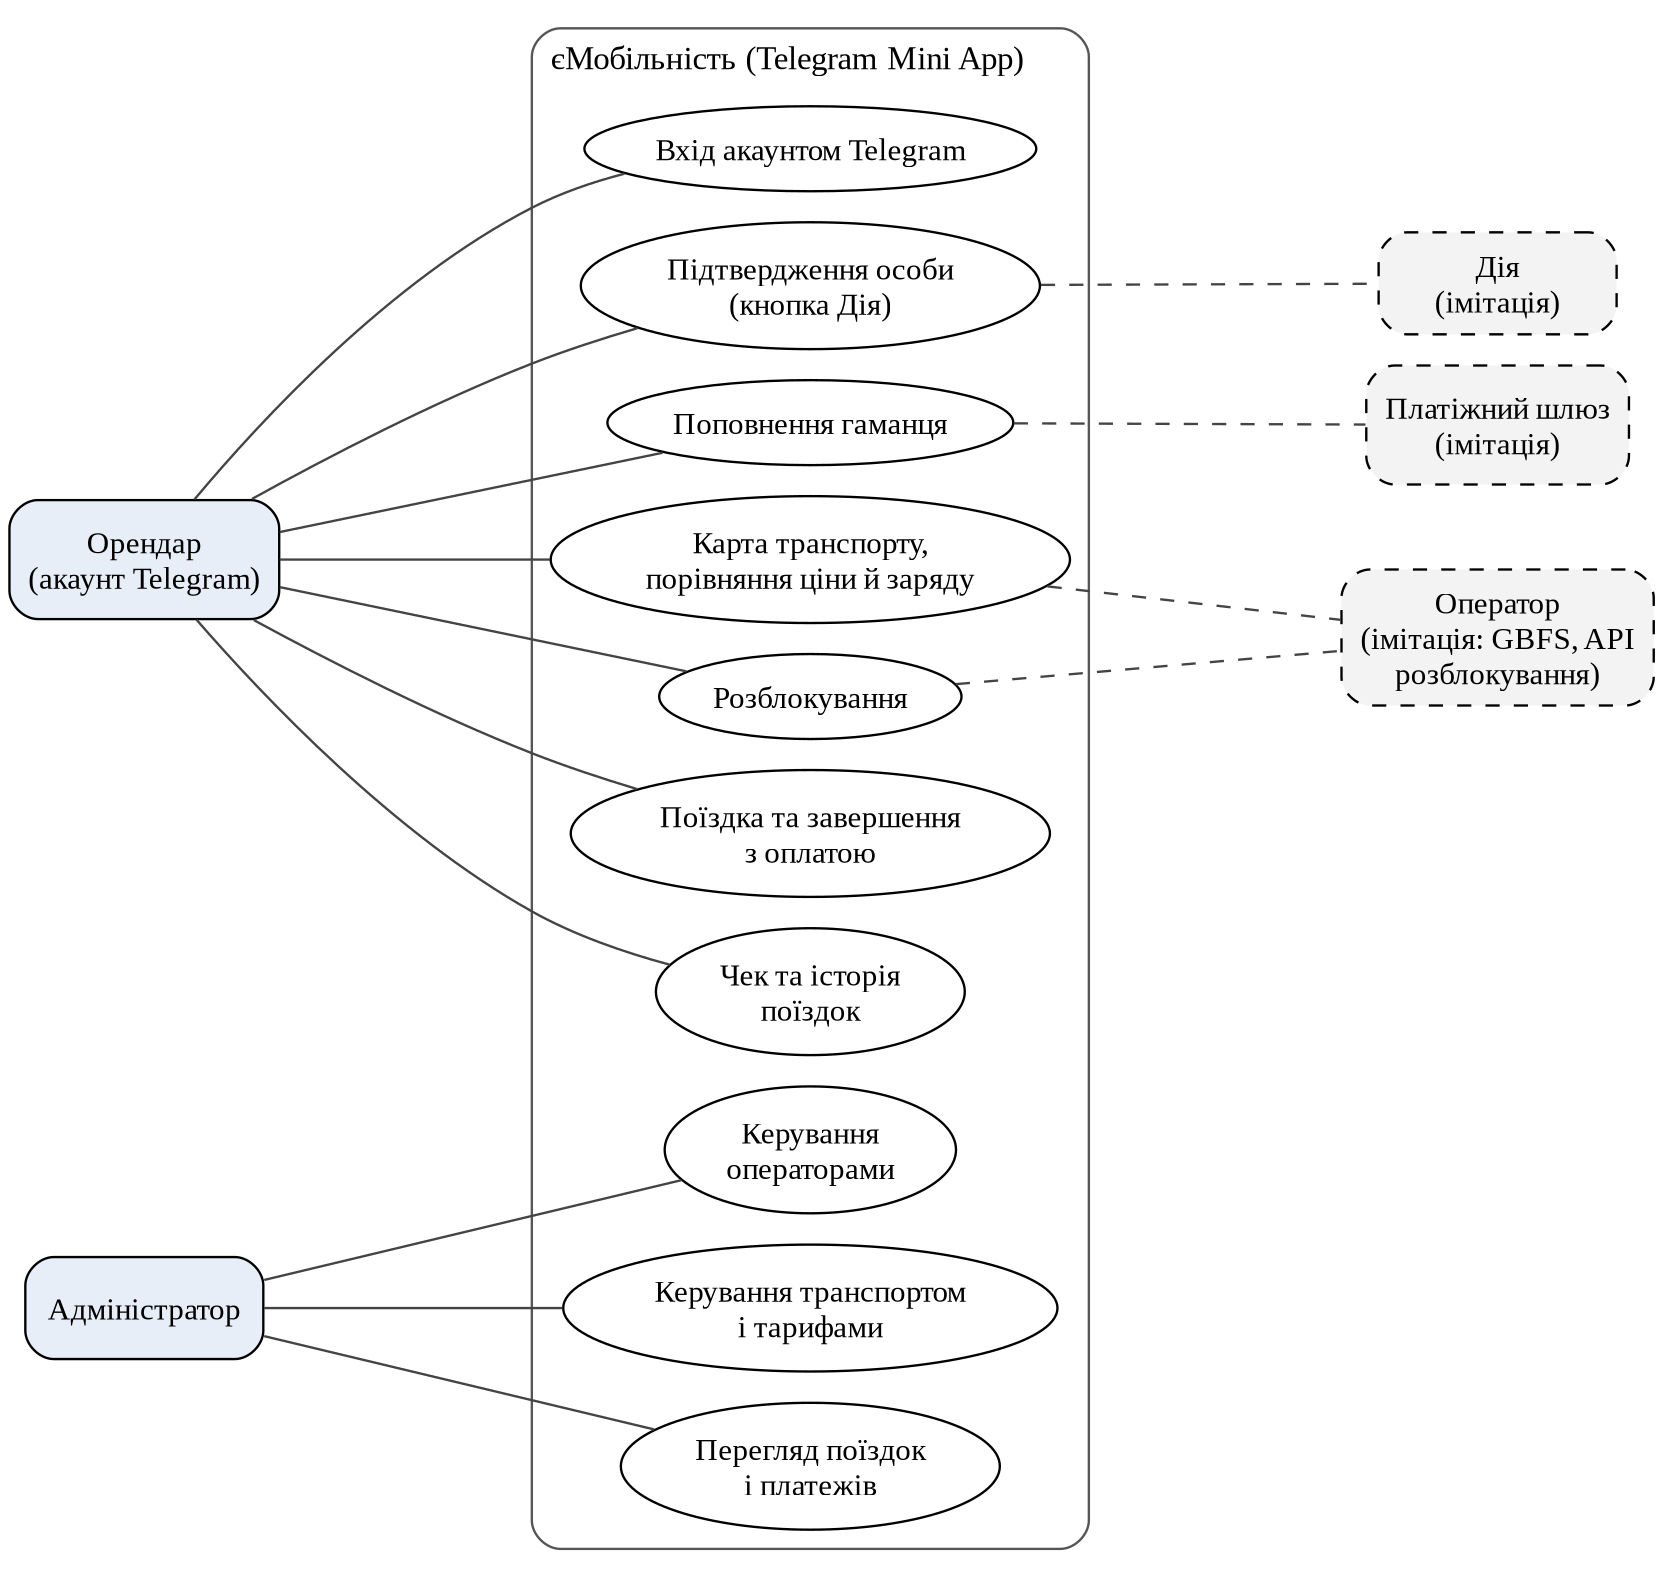 єМобільність (Telegram Mini App)
Вхід акаунтом Telegram
Підтвердження особи
(кнопка Дія)
Дія
(імітація)
Поповнення гаманця
Платіжний шлюз
(імітація)
Орендар
(акаунт Telegram)
Карта транспорту,
порівняння ціни й заряду
Оператор
(імітація: GBFS, API
розблокування)
Розблокування
Поїздка та завершення
з оплатою
Чек та історія
поїздок
Керування
операторами
Адміністратор
Керування транспортом
і тарифами
Перегляд поїздок
і платежів